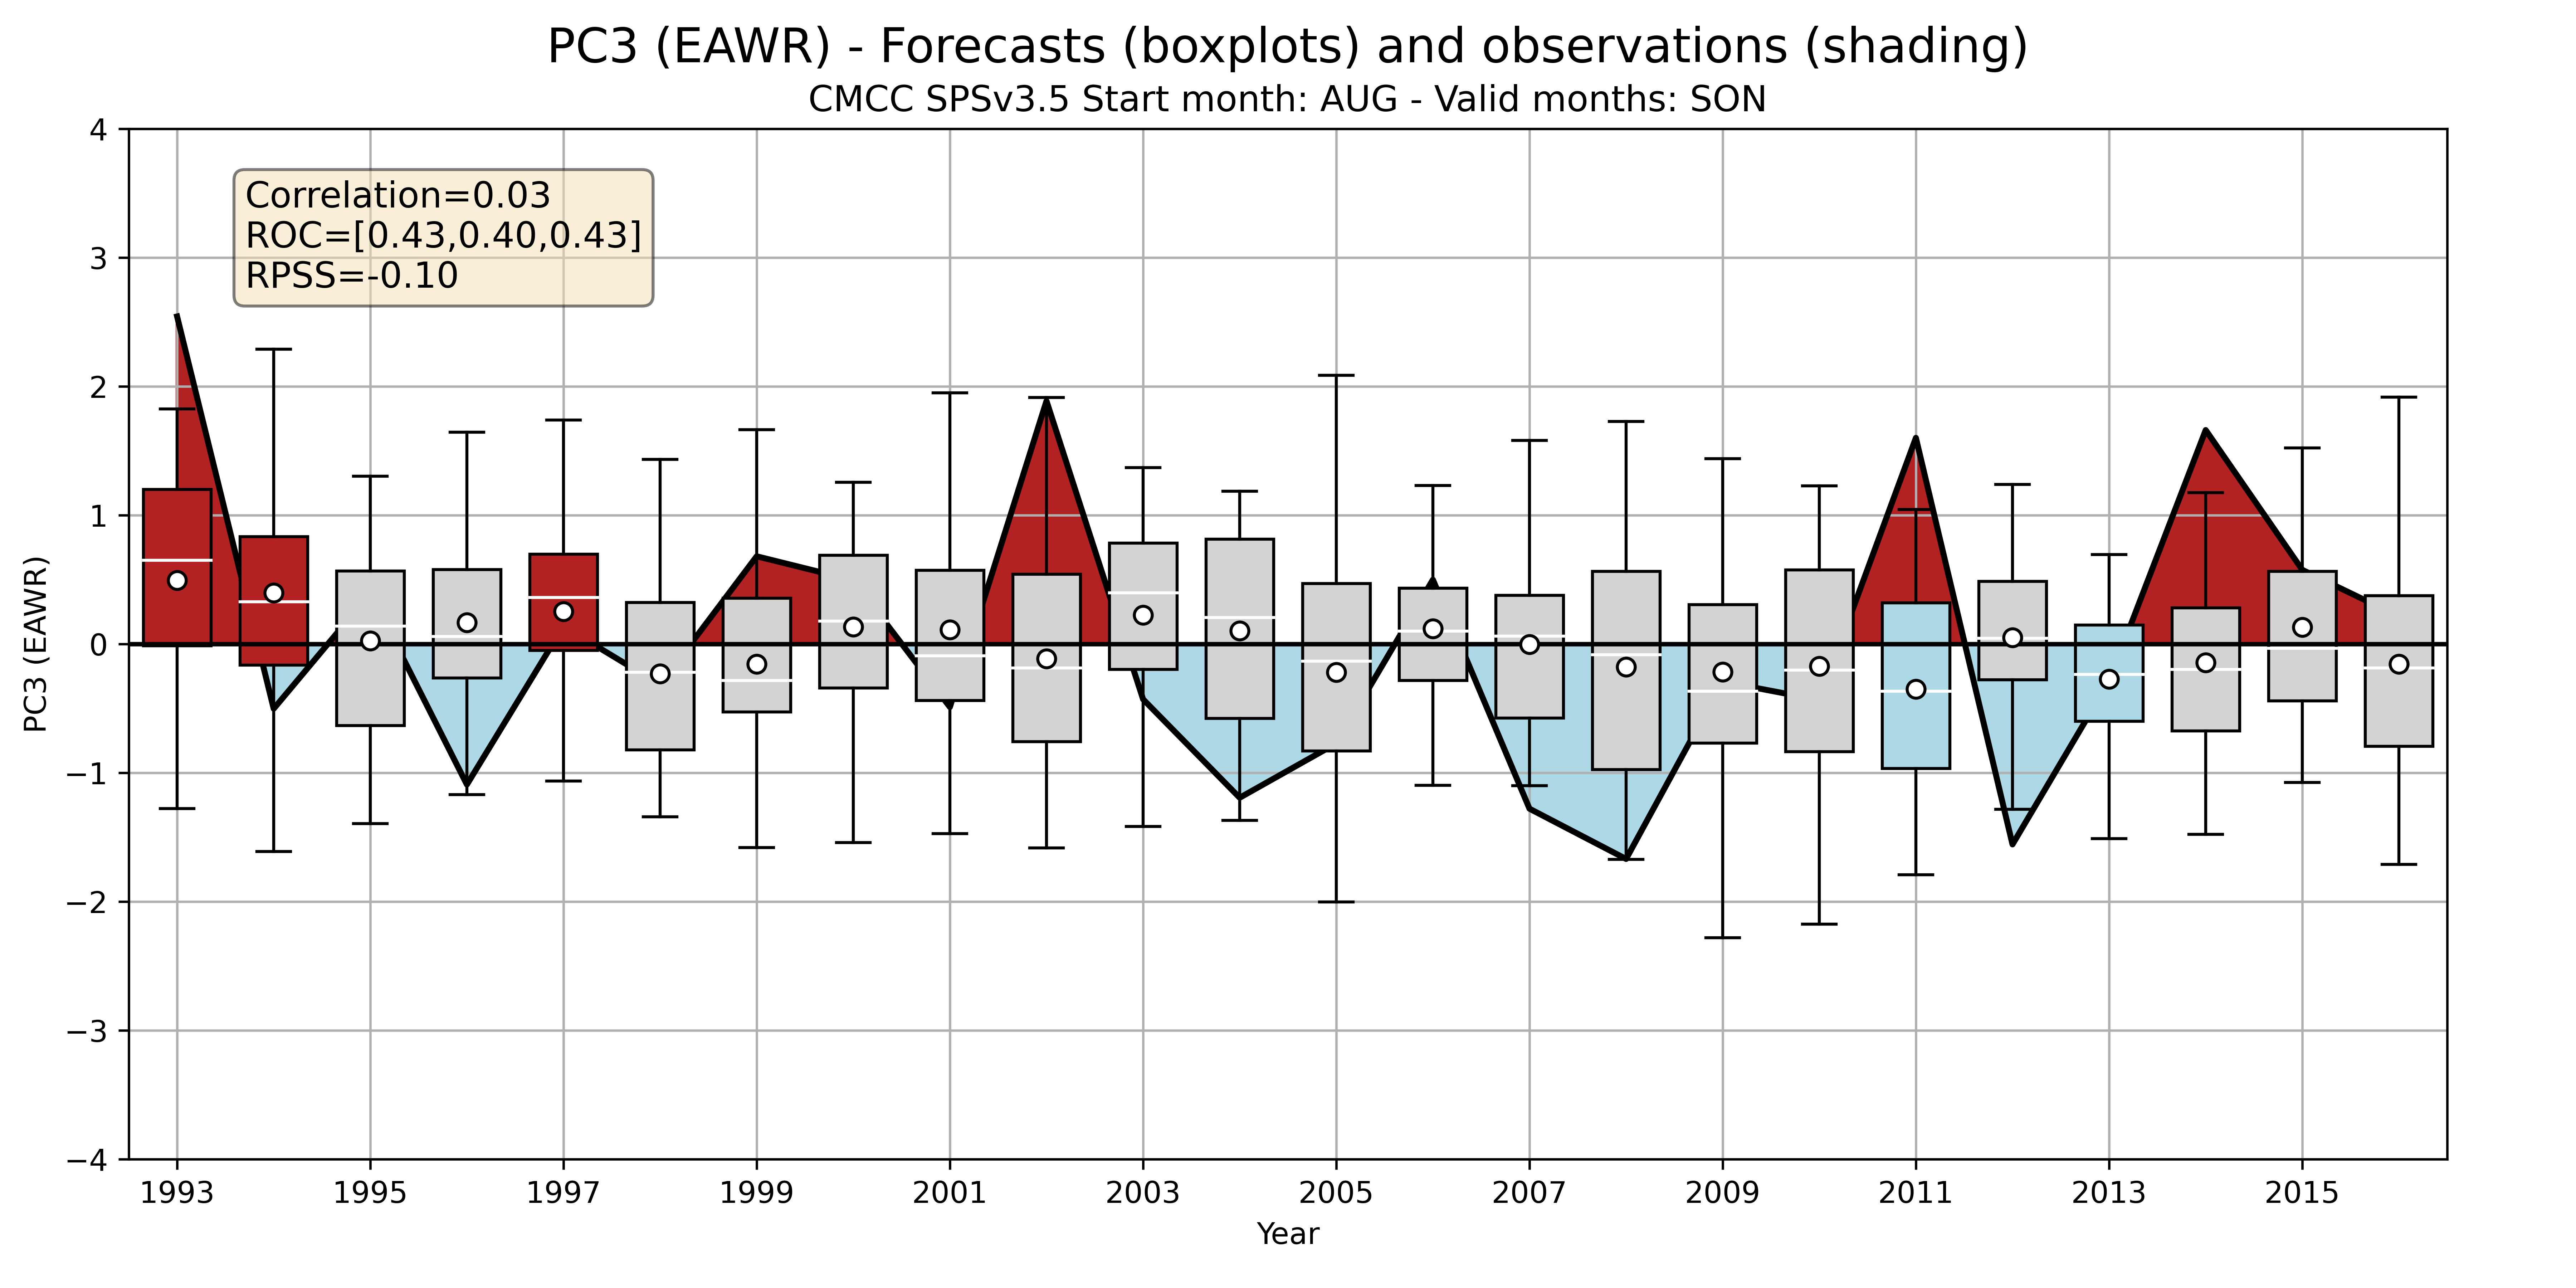 PC3 (EAWR) - Forecasts (boxplots) and observations (shading)
CMCC SPSv3.5 Start month: AUG - Valid months: SON
Correlation=0.03
ROC=[0.43,0.40,0.43]
RPSS=-0.10
PC3 (EAWR)
4
3
2
1
0
−1
−2
−3
−4
1993 1995 1997 1999 2001 2003 2005 2007 2009 2011 2013 2015
Year